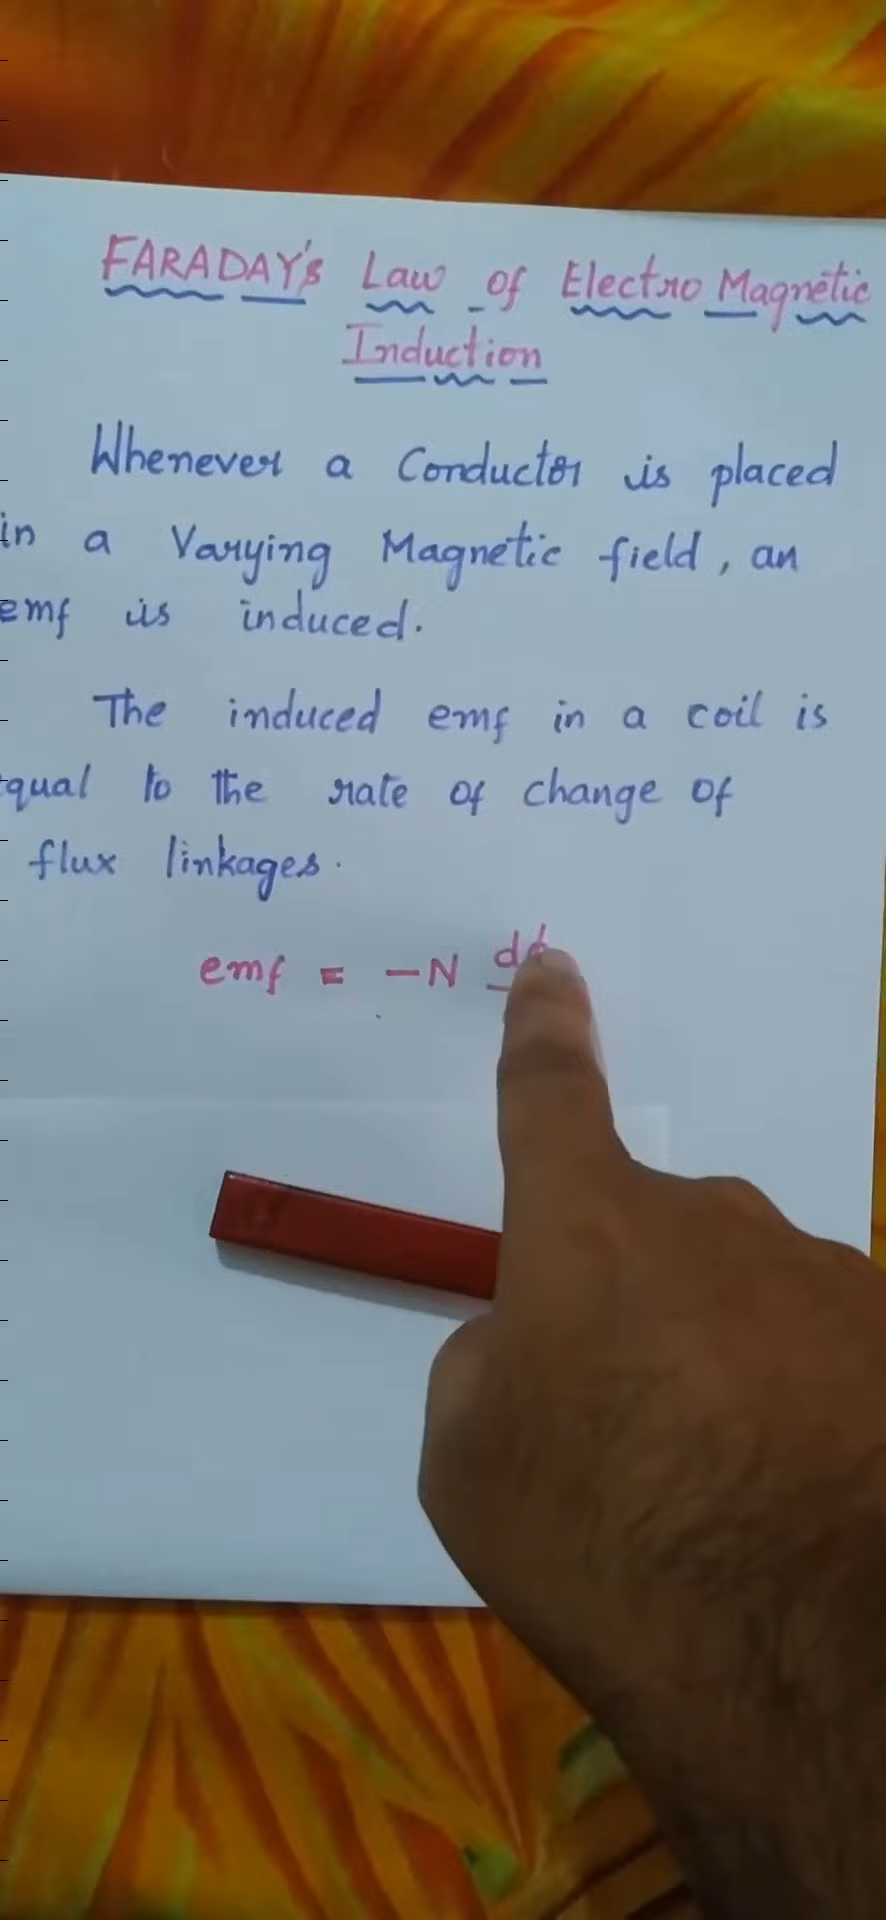 FARADAY's Law of Electro Magnetic
Induction
Whenever a Conductor is placed
in a Varying Magnetic field, an
emf is induced.
The induced emf in a coil is
qual to the rate of change of
flux linkages.
emf = -N dϕ